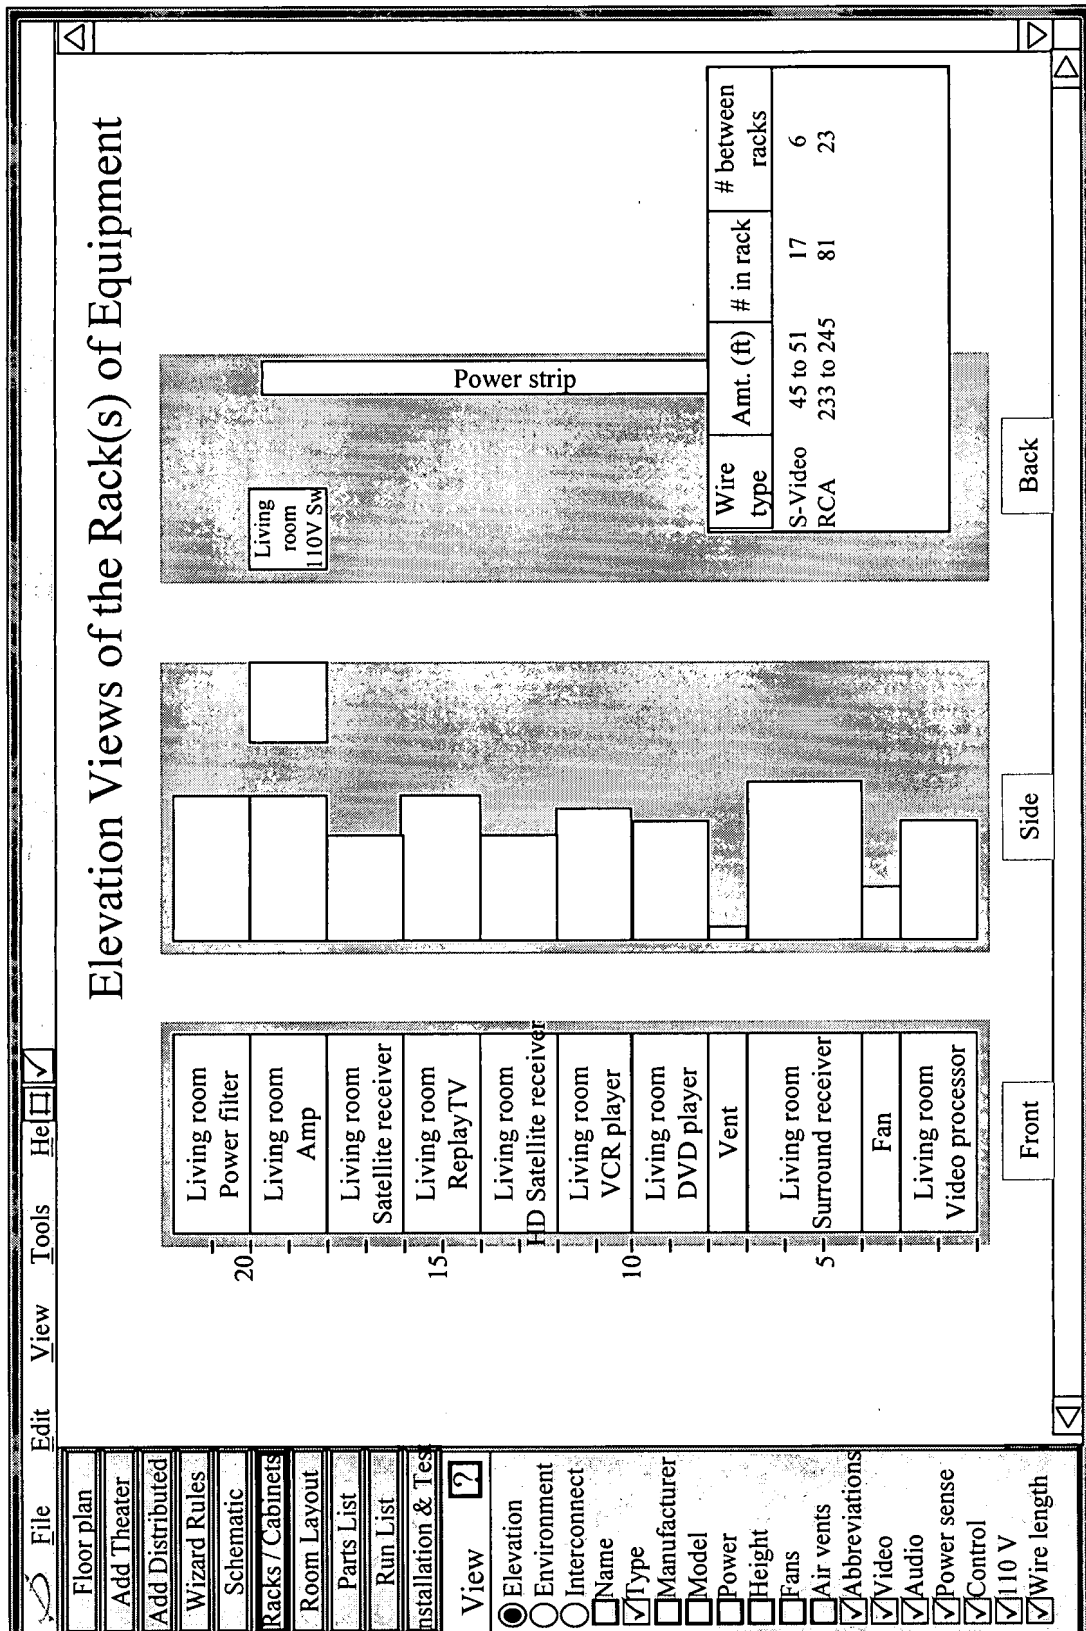 File Edit View Tools He
Floor plan
Add Theater
Add Distributed
Wizard Rules
Schematic
Racks / Cabinets
Room Layout
Parts List
Run List
nstallation & Test
View ?
Elevation
Environment
Interconnect
Name
Type
Manufacturer
Model
Power
Height
Fans
Air vents
Abbreviations
Video
Audio
Power sense
Control
110 V
Wire length
Elevation Views of the Rack(s) of Equipment
20
15
10
5
Living room
Power filter
Living room
Amp
Living room
Satellite receiver
Living room
ReplayTV
Living room
HD Satellite receiver
Living room
VCR player
Living room
DVD player
Vent
Living room
Surround receiver
Fan
Living room
Video processor
Front
Side
Living
room
110V Sw
Power strip
Back
Wire type Amt. (ft) # in rack # between racks
S-Video 45 to 51 17 6
RCA 233 to 245 81 23